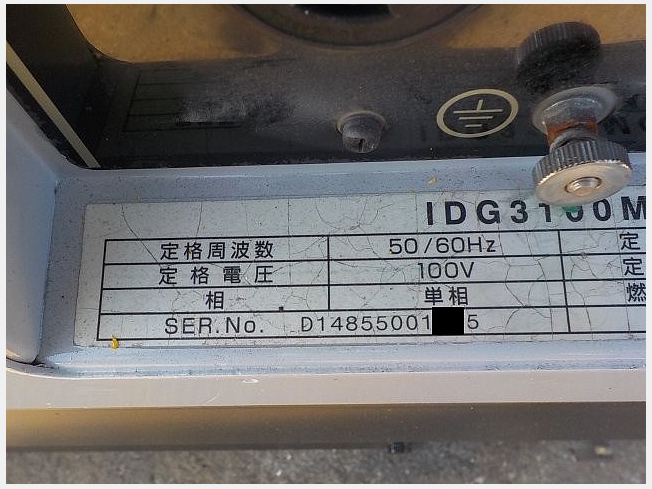 IDG3100M
定格周波数 50/60Hz 定
定格電圧 100V 定
相 単相 燃
SER.No. D14855001 5